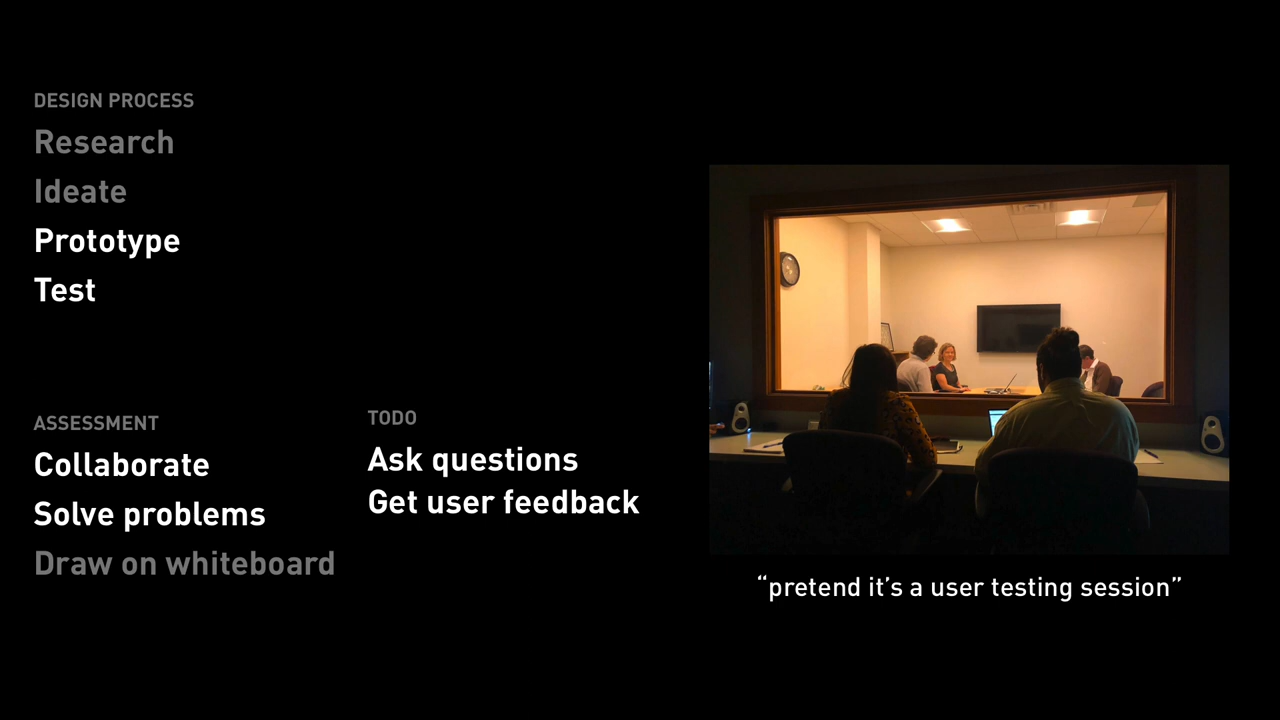 DESIGN PROCESS
Research
Ideate
Prototype
Test
ASSESSMENT
Collaborate
Solve problems
Draw on whiteboard
TODO
Ask questions
Get user feedback
“pretend it’s a user testing session”